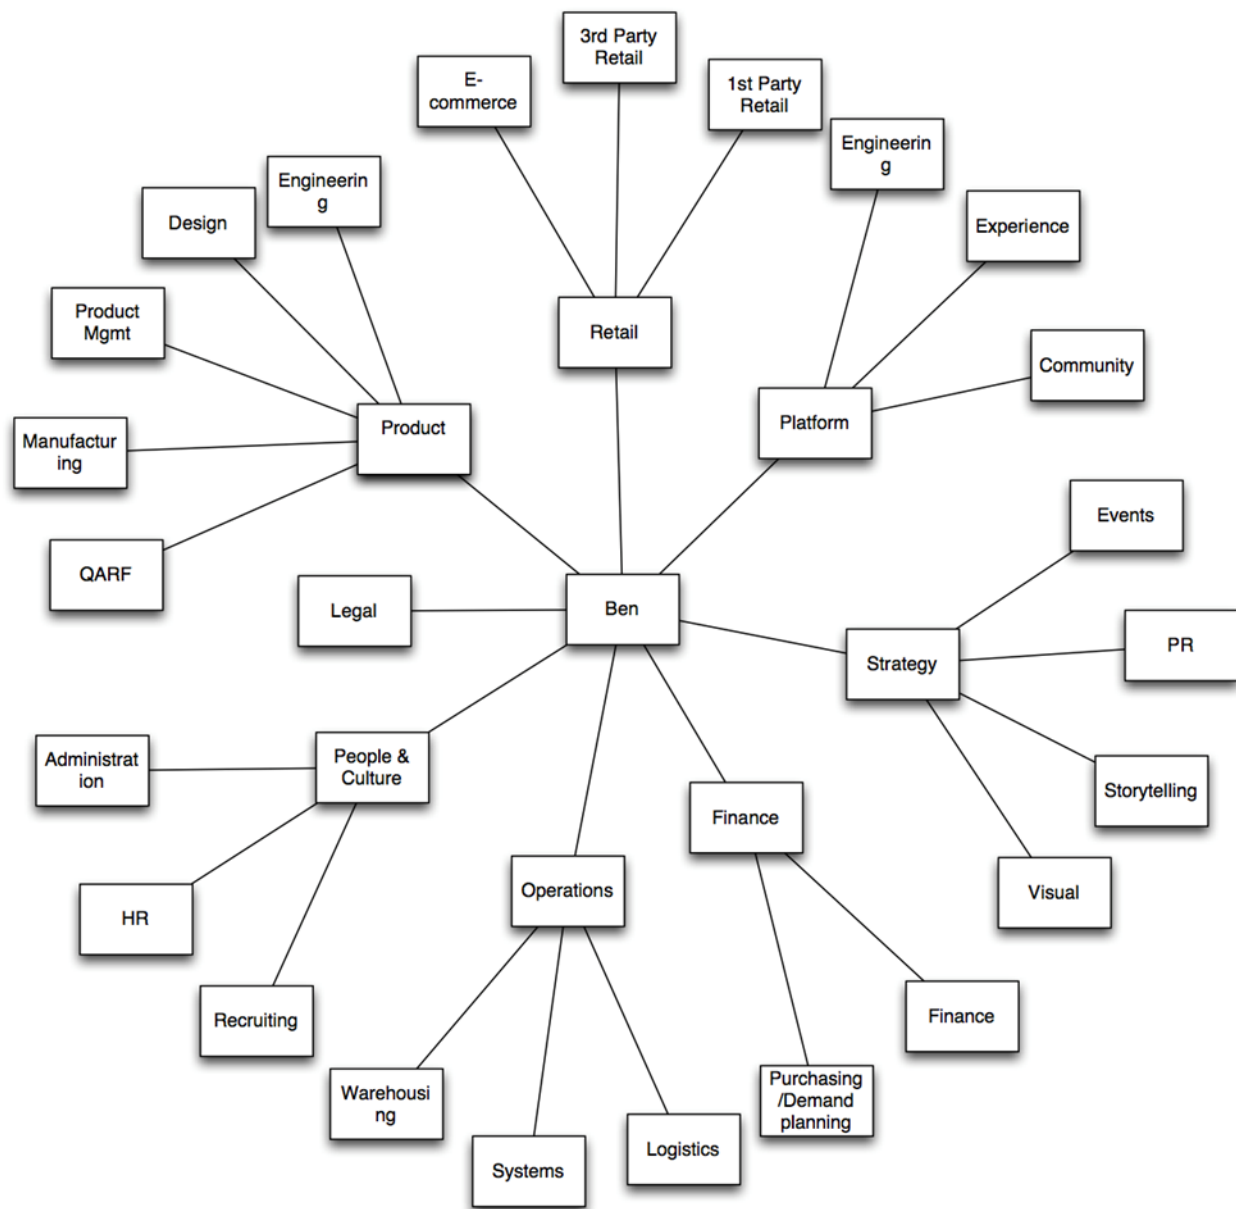 3rd Party
Retail
E-
commerce
1st Party
Retail
Engineerin
g
Engineerin
g
Design
Experience
Product
Mgmt
Retail
Community
Product
Platform
Manufactur
ing
Events
QARF
Legal
Ben
Strategy
PR
Administrat
ion
People &
Culture
Storytelling
Finance
Operations
Visual
HR
Recruiting
Finance
Warehousi
ng
Purchasing
/Demand
planning
Systems
Logistics